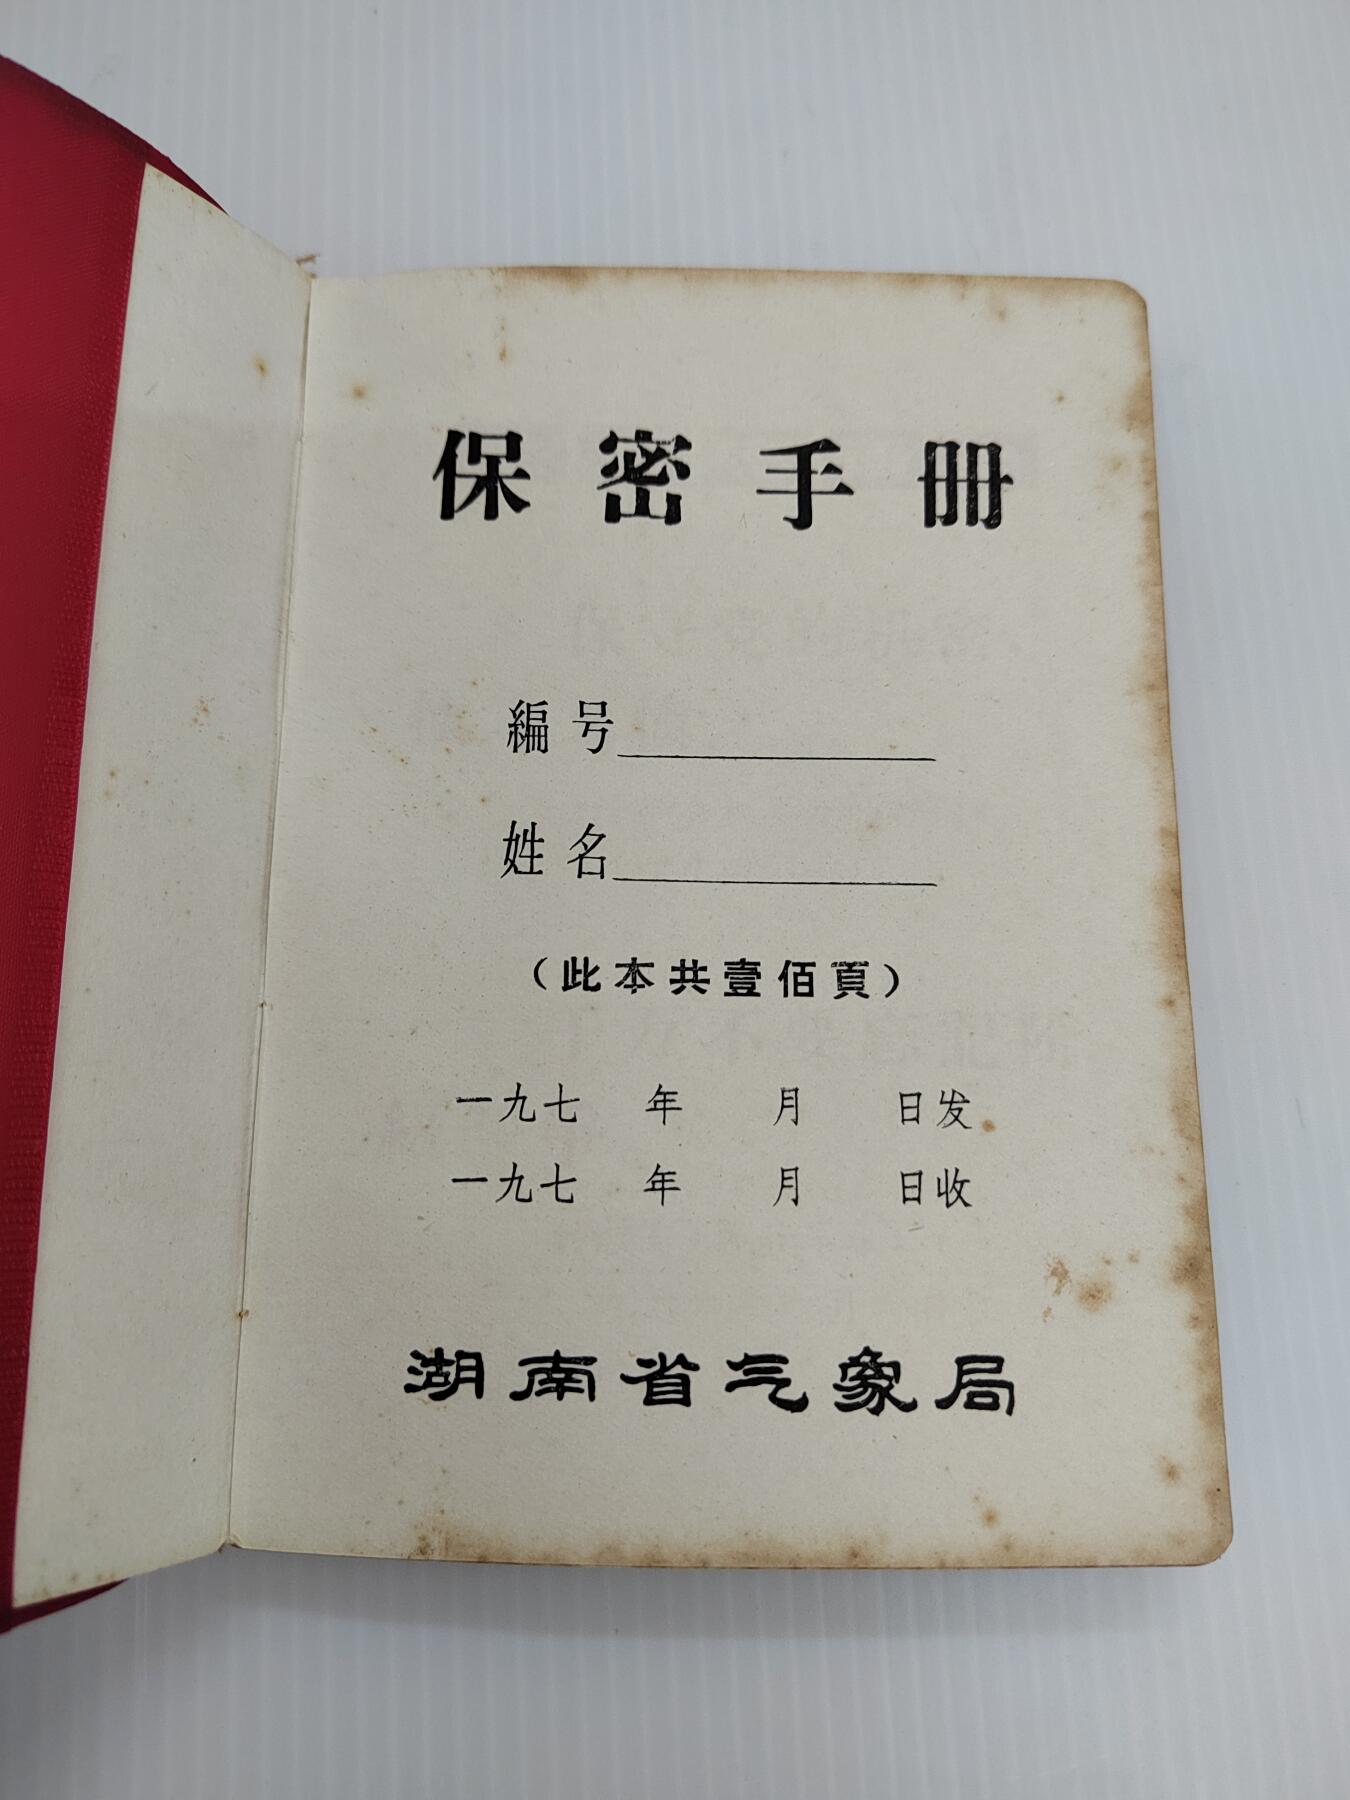 保密手册
編号
姓名
（此本共壹佰頁）
一九七 年 月 日发
一九七 年 月 日收
湖南省气象局